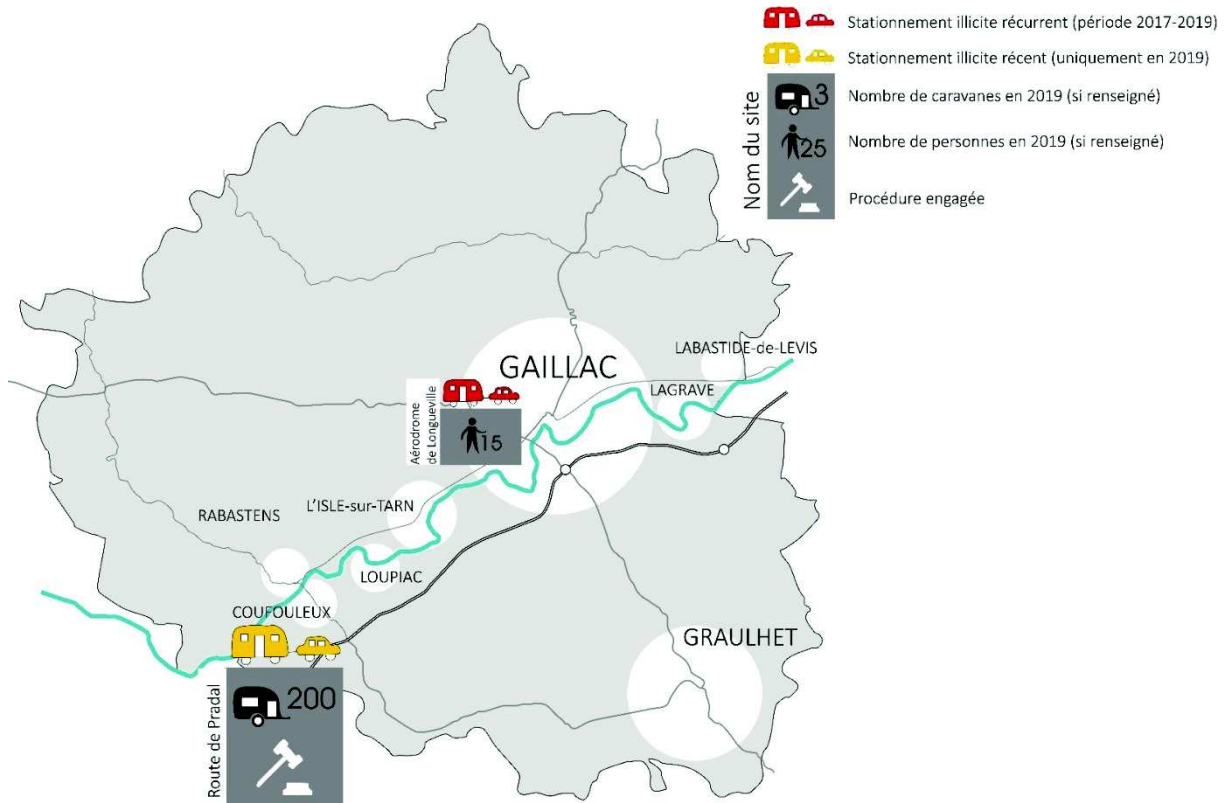 Stationnement illicite récurrent (période 2017-2019)
Stationnement illicite récent (uniquement en 2019)
Nom du site
3
Nombre de caravanes en 2019 (si renseigné)
25
Nombre de personnes en 2019 (si renseigné)
Procédure engagée
GAILLAC
LABASTIDE-de-LEVIS
LAGRAVE
Aérodrome
de Longueville
15
L'ISLE-sur-TARN
RABASTENS
LOUPIAC
COUFOULEUX
GRAULHET
Route de Pradal
200